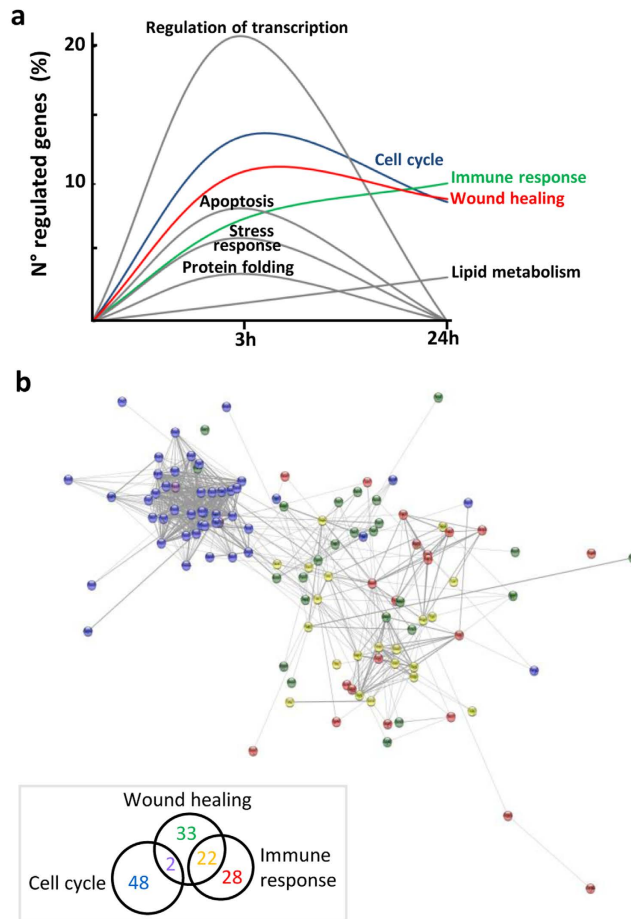 a
Regulation of transcription
20
N° regulated genes (%)
Cell cycle
Immune response
10
Wound healing
Apoptosis
Stress
response
Protein folding
Lipid metabolism
3h
24h
b
Wound healing
33
2
22
Immune
response
Cell cycle
48
28